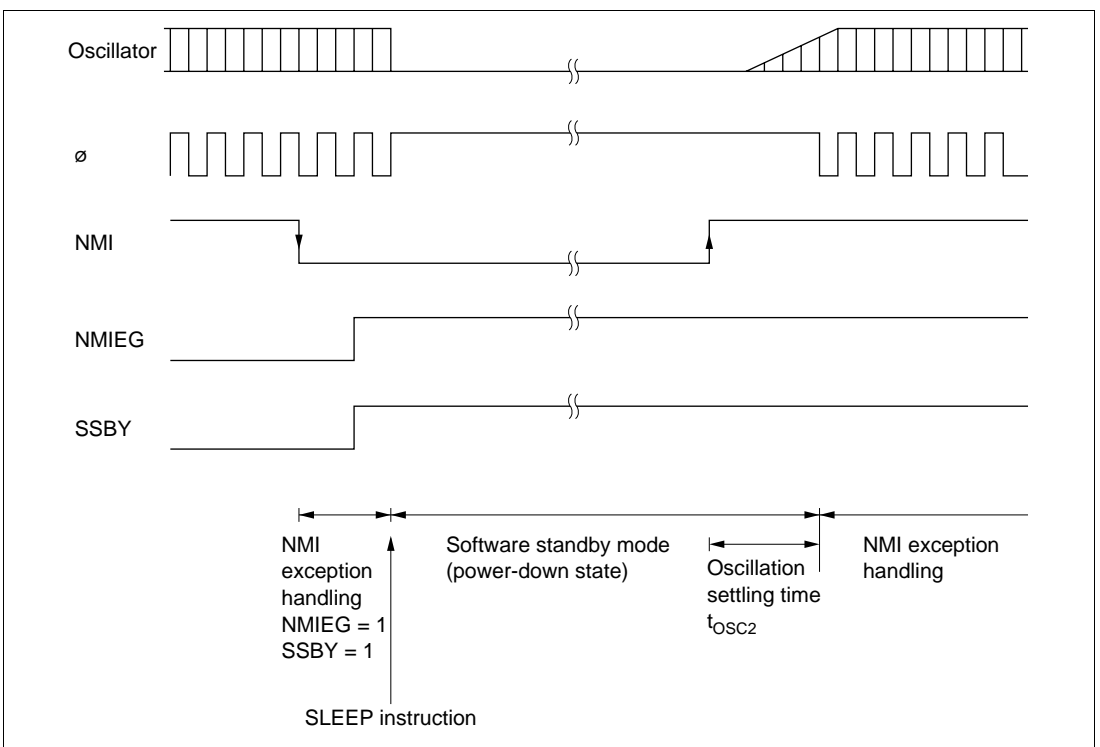 Oscillator
ø
NMI
NMIEG
SSBY
NMI
exception
handling
NMIEG = 1
SSBY = 1
Software standby mode
(power-down state)
Oscillation
settling time
tOSC2
NMI exception
handling
SLEEP instruction